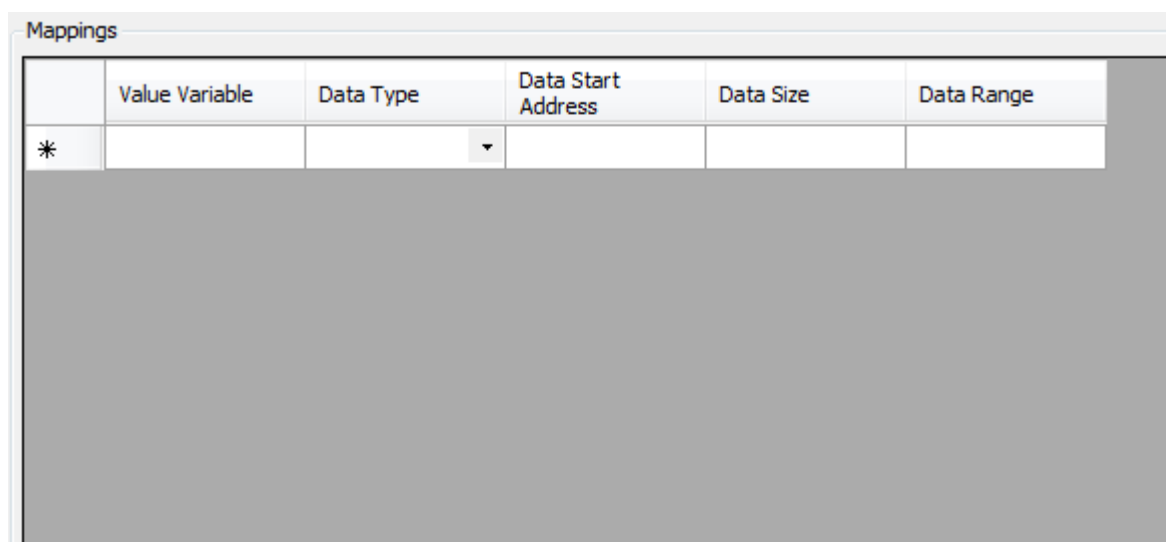 Mappings
Value Variable
Data Type
Data Start
Address
Data Size
Data Range